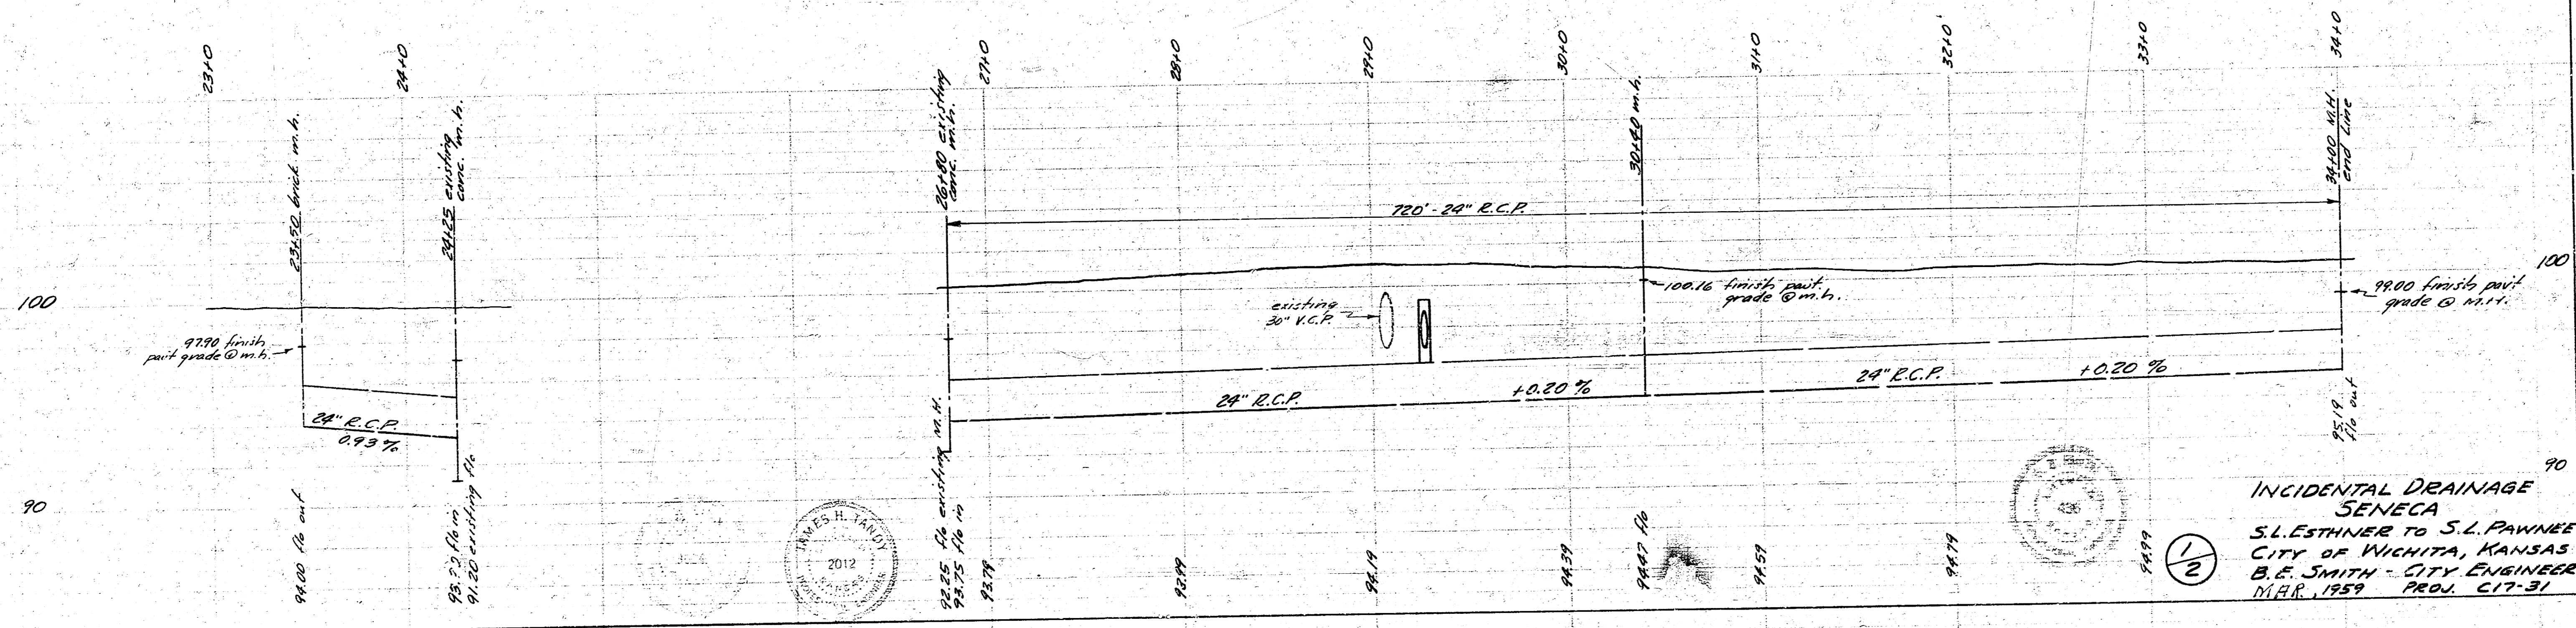 23+0
24+0
27+0
28+0
29+0
30+0
31+0
32+0
33+0
34+0
23+50 brick m.h.
24+25 existing
conc. m.h.
26+80 existing
conc. m.h.
30+40 m.h.
34+00 M.H.
end Line
720' - 24" R.C.P.
100
100
97.90 finish
pav't grade @ m.h.
existing
30" V.C.P.
100.16 finish pav't.
grade @ m.h.
99.00 finish pav't
grade @ M.H.
24" R.C.P.
0.93 %
24" R.C.P.
+0.20 %
24" R.C.P.
+0.20 %
90
90
94.00 flo out
flo in
91.20 existing flo
92.25 flo existing M.H.
93.75 flo in
93.79
93.99
94.19
94.39
94.47 flo
94.59
94.79
94.99
95.19
flo out
JAMES H. TANDY
2012
KANSAS
1/2
INCIDENTAL DRAINAGE
SENECA
S.L. ESTHNER TO S.L. PAWNEE
CITY OF WICHITA, KANSAS
B.E. SMITH - CITY ENGINEER
MAR, 1959 PROJ. C17-31